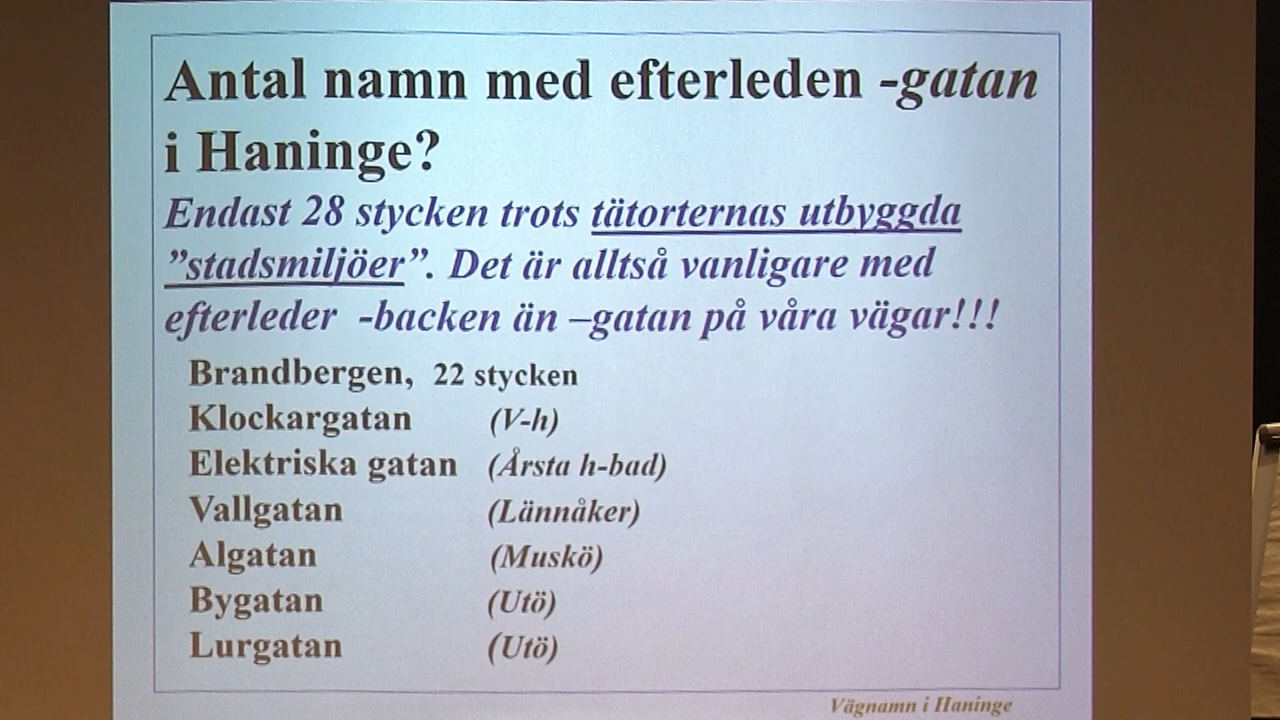 Antal namn med efterleden -gatan
i Haninge?
Endast 28 stycken trots tätorternas utbyggda
”stadsmiljöer”. Det är alltså vanligare med
efterleder -backen än –gatan på våra vägar!!!
Brandbergen, 22 stycken
Klockargatan (V-h)
Elektriska gatan (Årsta h-bad)
Vallgatan (Lännåker)
Algatan (Muskö)
Bygatan (Utö)
Lurgatan (Utö)
Vägnamn i Haninge